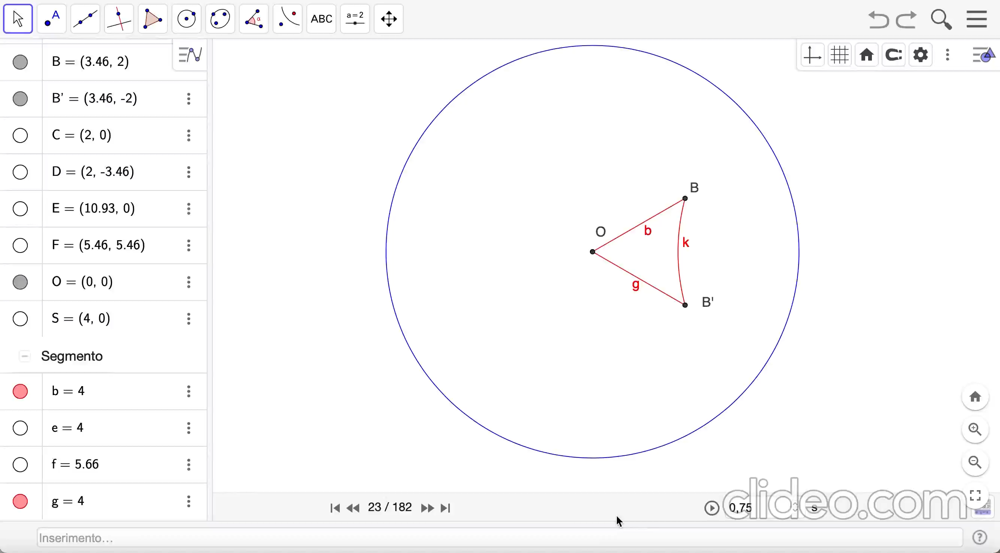 A
α
ABC
a=2
B = (3.46, 2)
B' = (3.46, -2)
C = (2, 0)
D = (2, -3.46)
E = (10.93, 0)
F = (5.46, 5.46)
O = (0, 0)
S = (4, 0)
Segmento
b = 4
e = 4
f = 5.66
g = 4
B
O
b
k
g
B'
23 / 182
0,75
s
clideo.com
Inserimento...
?